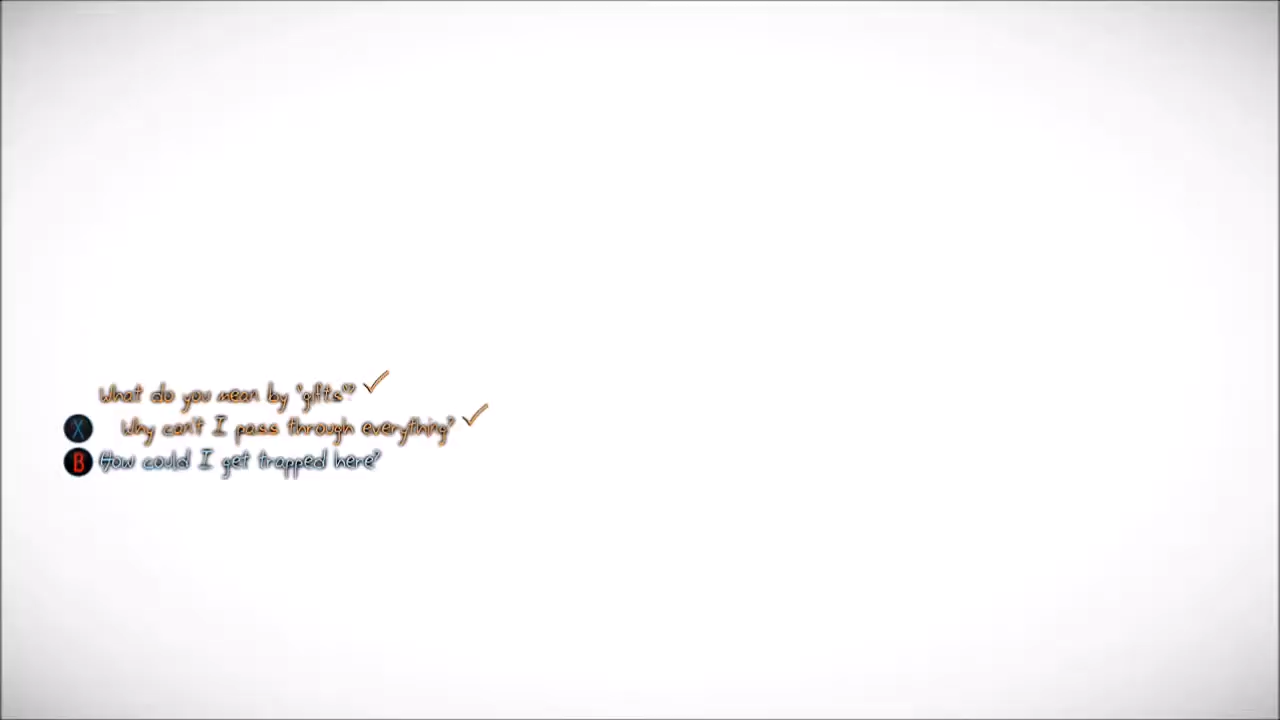 What do you mean by "gifts"? ✓
X Why can't I pass through everything? ✓
B How could I get trapped here?